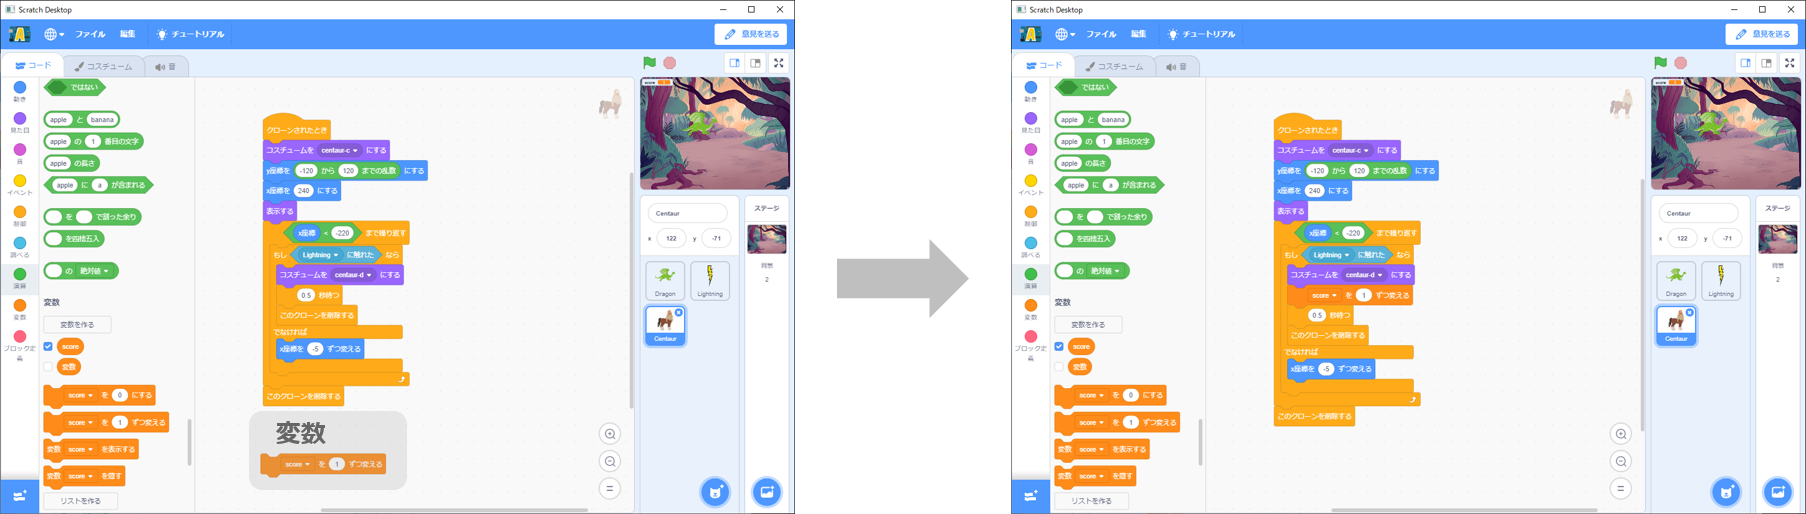 Scratch Desktop
ファイル 編集 チュートリアル 意見を送る
コード コスチューム 音
動き
見た目
音
イベント
制御
調べる
演算
変数
ブロック定義
ではない
apple と banana
apple の 1 番目の文字
apple の長さ
apple に a が含まれる
を で割った余り
を四捨五入
の 絶対値
変数
変数を作る
score
変数
score を 0 にする
score を 1 ずつ変える
変数 score を表示する
変数 score を隠す
リストを作る
クローンされたとき
コスチュームを centaur-c にする
y座標を -120 から 120 までの乱数 にする
x座標を 240 にする
表示する
x座標 < -220 まで繰り返す
もし Lightning に触れた なら
コスチュームを centaur-d にする
0.5 秒待つ
このクローンを削除する
でなければ
x座標を -5 ずつ変える
このクローンを削除する
変数
score を 1 ずつ変える
score
Centaur
x 122 y -71
Dragon Lightning
Centaur
ステージ
背景
2
Scratch Desktop
ファイル 編集 チュートリアル 意見を送る
コード コスチューム 音
動き
見た目
音
イベント
制御
調べる
演算
変数
ブロック定義
ではない
apple と banana
apple の 1 番目の文字
apple の長さ
apple に a が含まれる
を で割った余り
を四捨五入
の 絶対値
変数
変数を作る
score
変数
score を 0 にする
score を 1 ずつ変える
変数 score を表示する
変数 score を隠す
リストを作る
クローンされたとき
コスチュームを centaur-c にする
y座標を -120 から 120 までの乱数 にする
x座標を 240 にする
表示する
x座標 < -220 まで繰り返す
もし Lightning に触れた なら
コスチュームを centaur-d にする
score を 1 ずつ変える
0.5 秒待つ
このクローンを削除する
でなければ
x座標を -5 ずつ変える
このクローンを削除する
score
Centaur
x 122 y -71
Dragon Lightning
Centaur
ステージ
背景
2